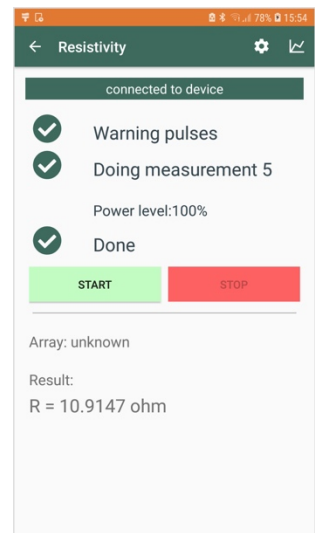 78% 15:54
Resistivity
connected to device
Warning pulses
Doing measurement 5
Power level:100%
Done
START STOP
Array: unknown
Result:
R = 10.9147 ohm